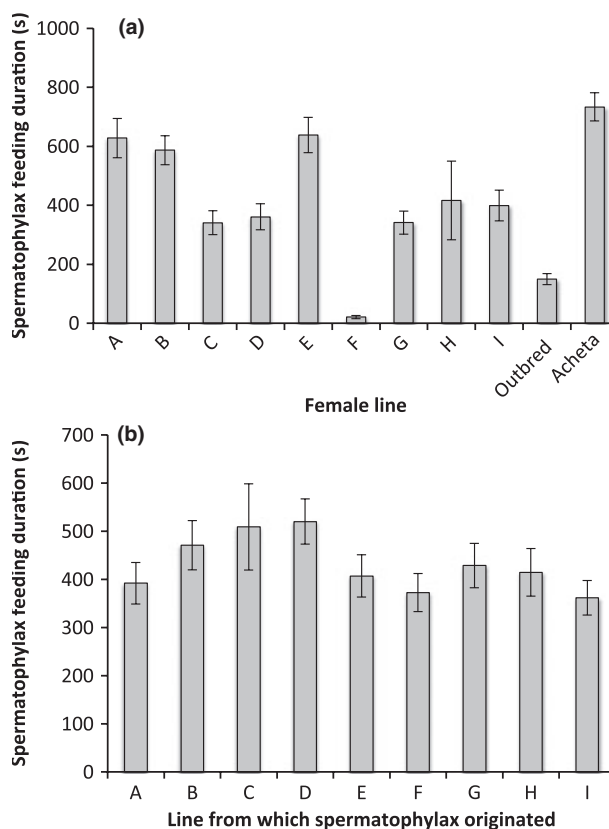 (a)
Spermatophylax feeding duration (s)
1000
800
600
400
200
0
A B C D E F G H I Outbred Acheta
Female line
(b)
Spermatophylax feeding duration (s)
700
600
500
400
300
200
100
0
A B C D E F G H I
Line from which spermatophylax originated